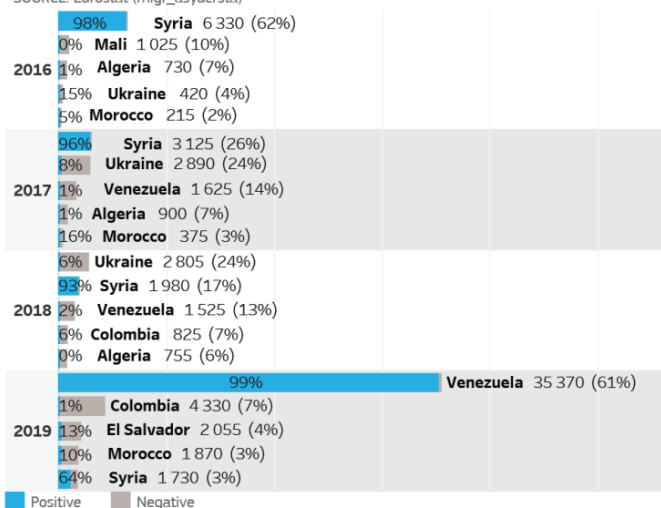 SOURCE: Eurostat (migr_asydcfsta)
98% Syria 6 330 (62%)
0% Mali 1 025 (10%)
2016 1% Algeria 730 (7%)
15% Ukraine 420 (4%)
5% Morocco 215 (2%)
96% Syria 3 125 (26%)
8% Ukraine 2 890 (24%)
2017 1% Venezuela 1 625 (14%)
1% Algeria 900 (7%)
16% Morocco 375 (3%)
6% Ukraine 2 805 (24%)
93% Syria 1 980 (17%)
2018 2% Venezuela 1 525 (13%)
6% Colombia 825 (7%)
0% Algeria 755 (6%)
99% Venezuela 35 370 (61%)
1% Colombia 4 330 (7%)
2019 13% El Salvador 2 055 (4%)
10% Morocco 1 870 (3%)
64% Syria 1 730 (3%)
Positive Negative